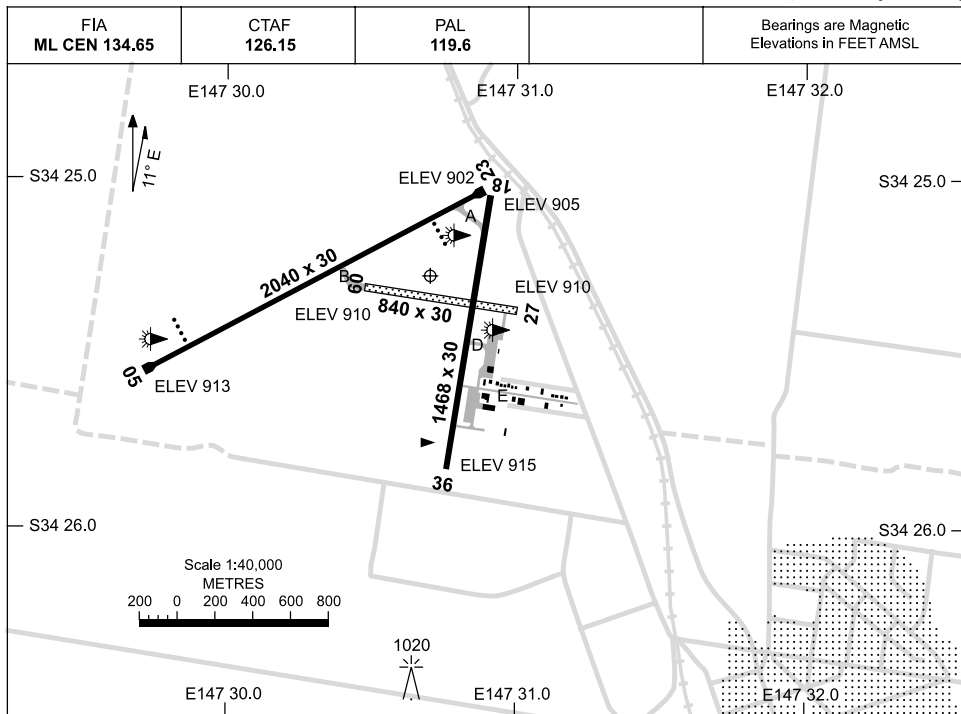 FIA
ML CEN 134.65
CTAF
126.15
PAL
119.6
Bearings are Magnetic
Elevations in FEET AMSL
E147 30.0
E147 31.0
E147 32.0
S34 25.0
S34 25.0
11° E
ELEV 902
23
18
ELEV 905
A
2040 x 30
B
09
ELEV 910
840 x 30
ELEV 910
27
D
05
ELEV 913
1468 x 30
E
ELEV 915
36
S34 26.0
S34 26.0
Scale 1:40,000
METRES
200 0 200 400 600 800
1020
E147 30.0
E147 31.0
E147 32.0